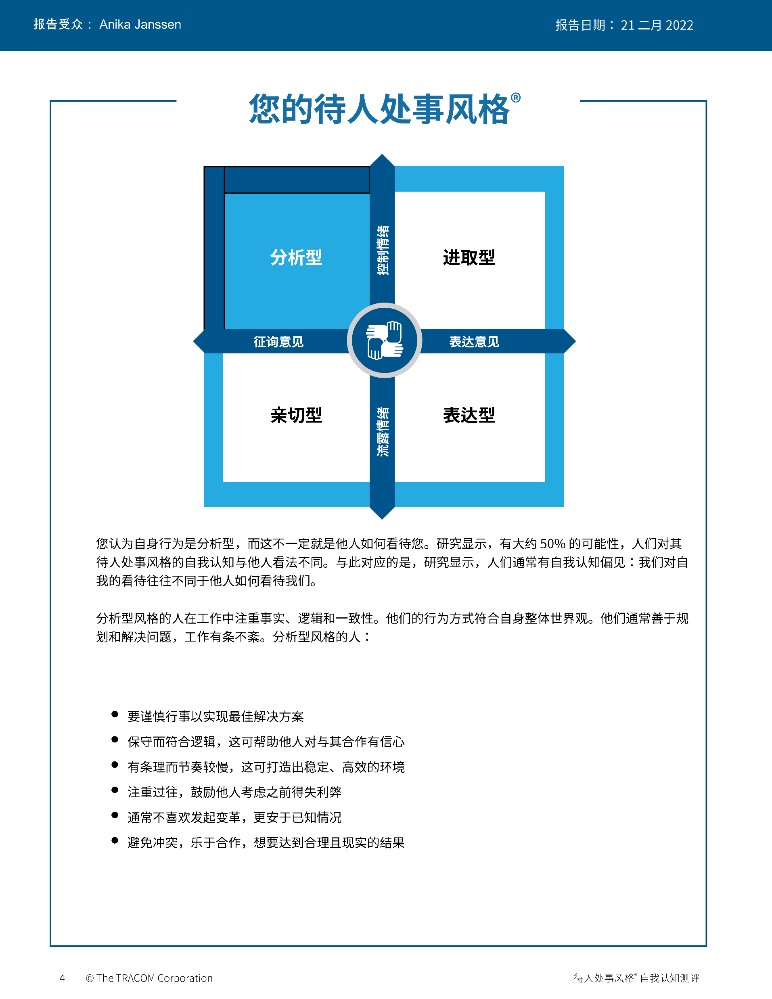 报告受众 : Anika Janssen
报告日期： 21 二月 2022
您的待人处事风格®
控制情绪
分析型
进取型
征询意见
表达意见
亲切型
表达型
流露情绪
您认为自身行为是分析型，而这不一定就是他人如何看待您。研究显示，有大约 50% 的可能性，人们对其
待人处事风格的自我认知与他人看法不同。与此对应的是，研究显示，人们通常有自我认知偏见：我们对自
我的看待往往不同于他人如何看待我们。
分析型风格的人在工作中注重事实、逻辑和一致性。他们的行为方式符合自身整体世界观。他们通常善于规
划和解决问题，工作有条不紊。分析型风格的人：
● 要谨慎行事以实现最佳解决方案
● 保守而符合逻辑，这可帮助他人对与其合作有信心
● 有条理而节奏较慢，这可打造出稳定、高效的环境
● 注重过往，鼓励他人考虑之前得失利弊
● 通常不喜欢发起变革，更安于已知情况
● 避免冲突，乐于合作，想要达到合理且现实的结果
4 © The TRACOM Corporation
待人处事风格® 自我认知测评